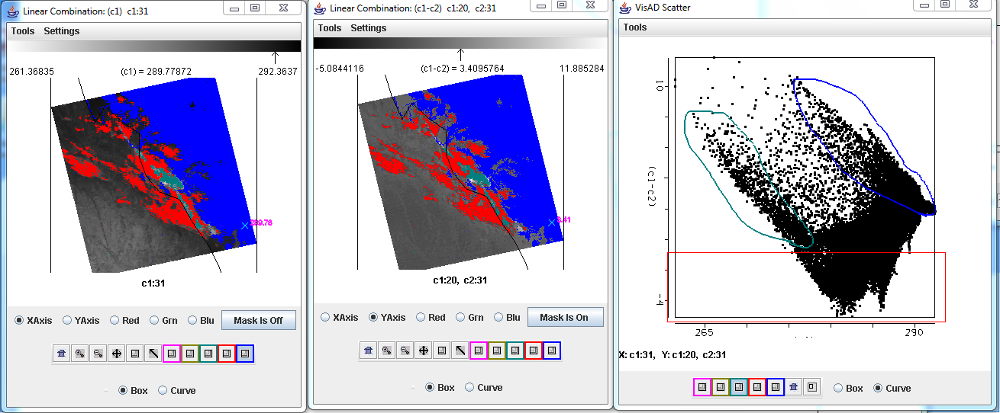 Linear Combination: (c1) c1:31
Tools Settings
261.36835 (c1) = 289.77872 292.3637
289.78
c1:31
XAxis YAxis Red Grn Blu Mask Is Off
Box Curve
Linear Combination: (c1-c2) c1:20, c2:31
Tools Settings
-5.0844116 (c1-c2) = 3.4095764 11.885284
3.41
c1:20, c2:31
XAxis YAxis Red Grn Blu Mask Is On
Box Curve
VisAD Scatter
Tools
10
(c1-c2)
-4
265 290
X: c1:31, Y: c1:20, c2:31
Box Curve